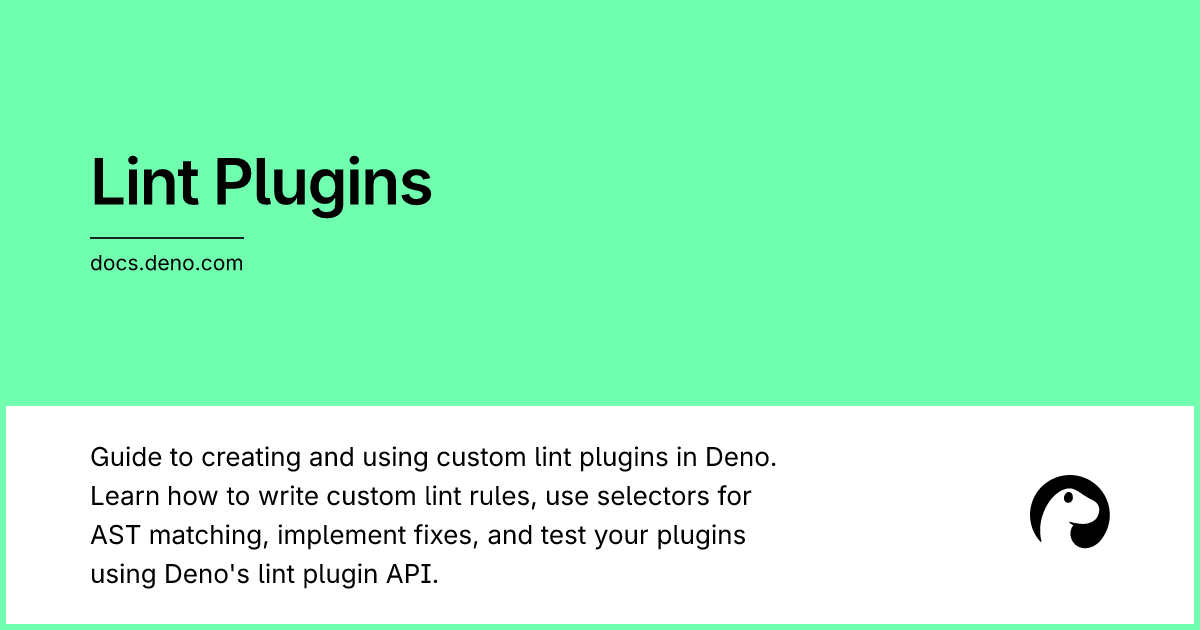 Lint Plugins
docs.deno.com
Guide to creating and using custom lint plugins in Deno.
Learn how to write custom lint rules, use selectors for
AST matching, implement fixes, and test your plugins
using Deno's lint plugin API.